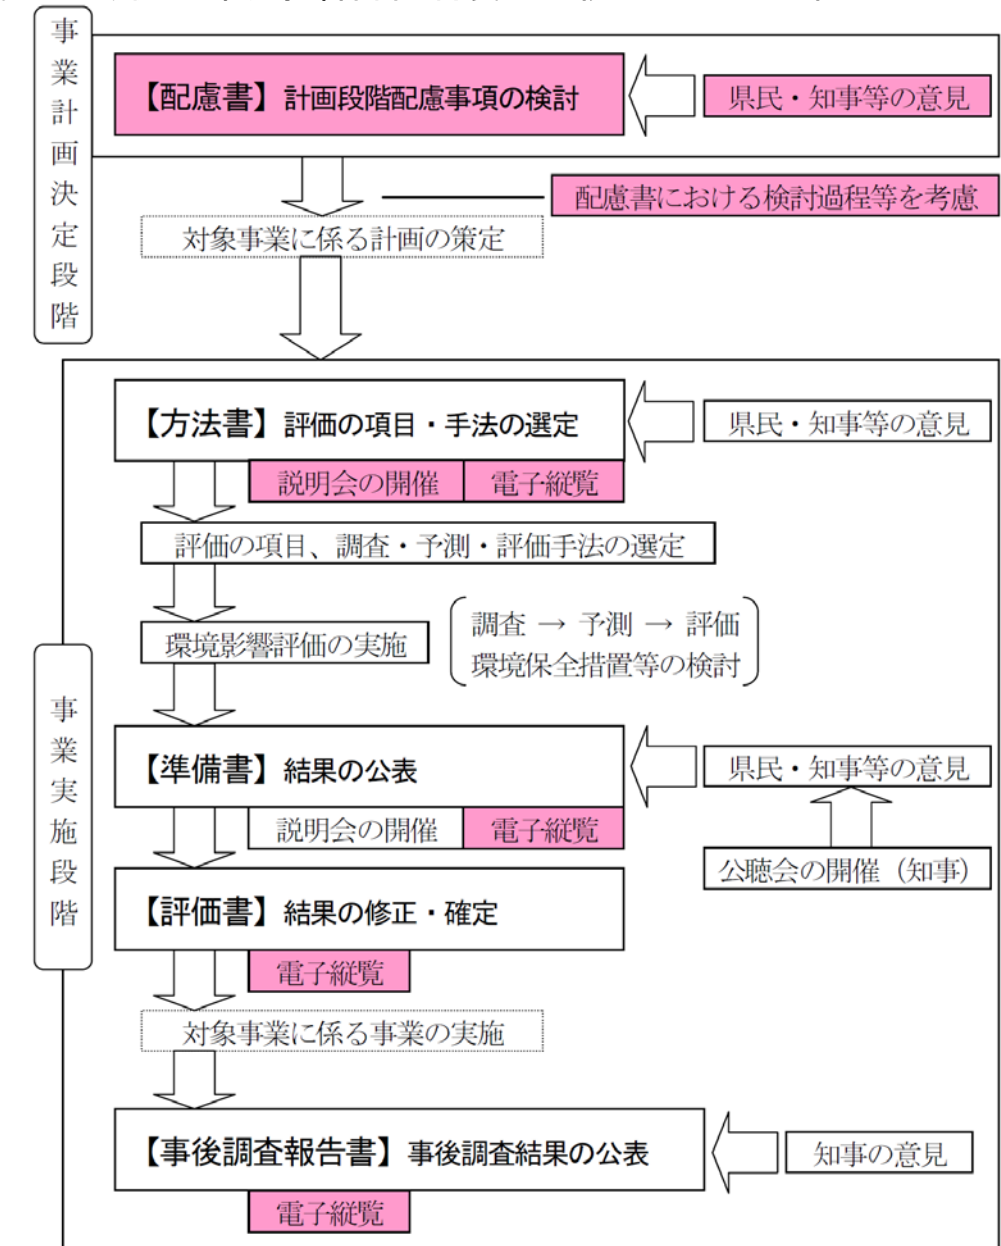 事業計画決定段階
【配慮書】計画段階配慮事項の検討
県民・知事等の意見
配慮書における検討過程等を考慮
対象事業に係る計画の策定
事業実施段階
【方法書】評価の項目・手法の選定
県民・知事等の意見
説明会の開催
電子縦覧
評価の項目、調査・予測・評価手法の選定
環境影響評価の実施
調査 → 予測 → 評価
環境保全措置等の検討
【準備書】結果の公表
県民・知事等の意見
説明会の開催
電子縦覧
公聴会の開催（知事）
【評価書】結果の修正・確定
電子縦覧
対象事業に係る事業の実施
【事後調査報告書】事後調査結果の公表
知事の意見
電子縦覧